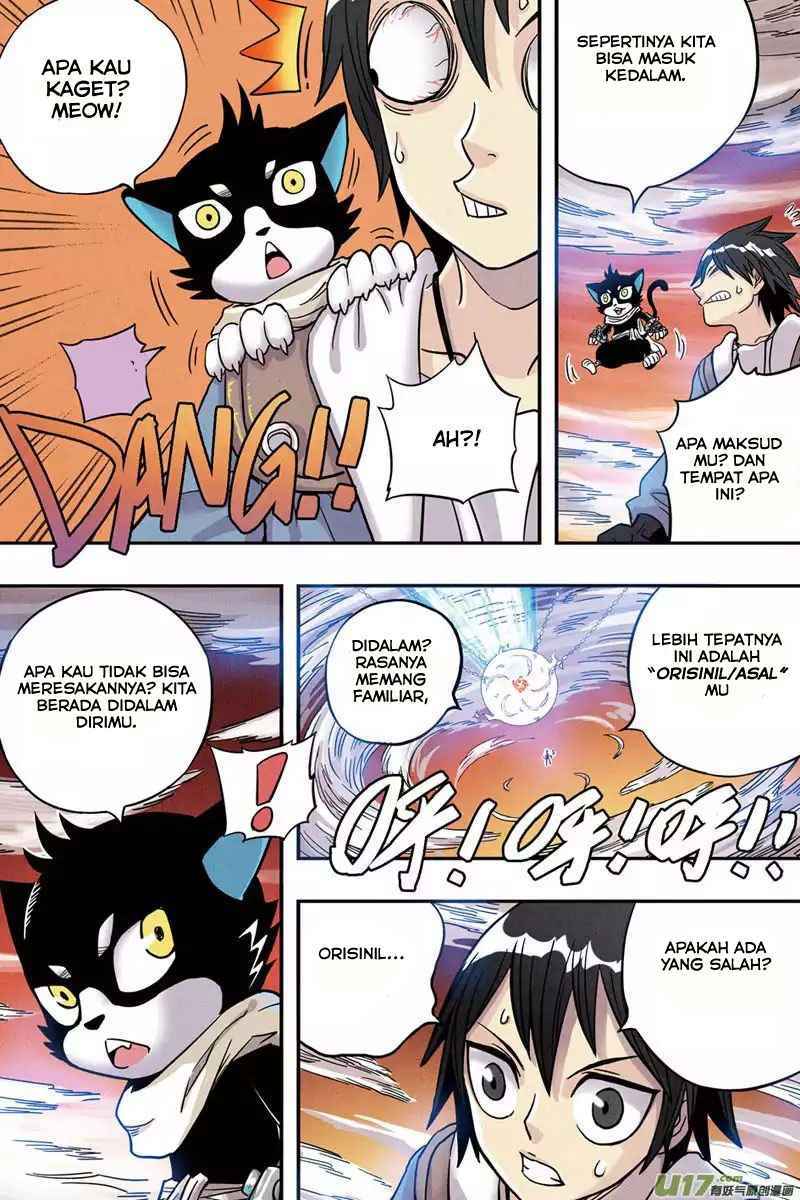 APA KAU
KAGET?
MEOW!
DANG!!
AH?!
SEPERTINYA KITA
BISA MASUK
KEDALAM.
APA MAKSUD
MU? DAN
TEMPAT APA
INI?
APA KAU TIDAK BISA
MERESAKANNYA? KITA
BERADA DIDALAM
DIRIMU.
!
DIDALAM?
RASANYA
MEMANG
FAMILIAR,
LEBIH TEPATNYA
INI ADALAH
"ORISINIL/ASAL"
MU
呼!呼!呼!!
ORISINIL...
APAKAH ADA
YANG SALAH?
U17.com
有妖气原创漫画